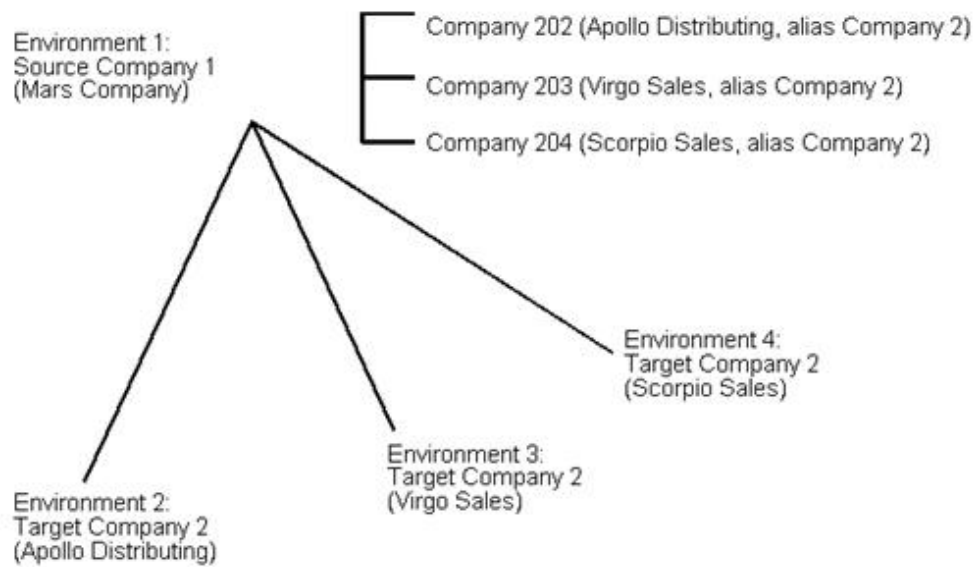 Environment 1:
Source Company 1
(Mars Company)
Company 202 (Apollo Distributing, alias Company 2)
Company 203 (Virgo Sales, alias Company 2)
Company 204 (Scorpio Sales, alias Company 2)
Environment 4:
Target Company 2
(Scorpio Sales)
Environment 3:
Target Company 2
(Virgo Sales)
Environment 2:
Target Company 2
(Apollo Distributing)